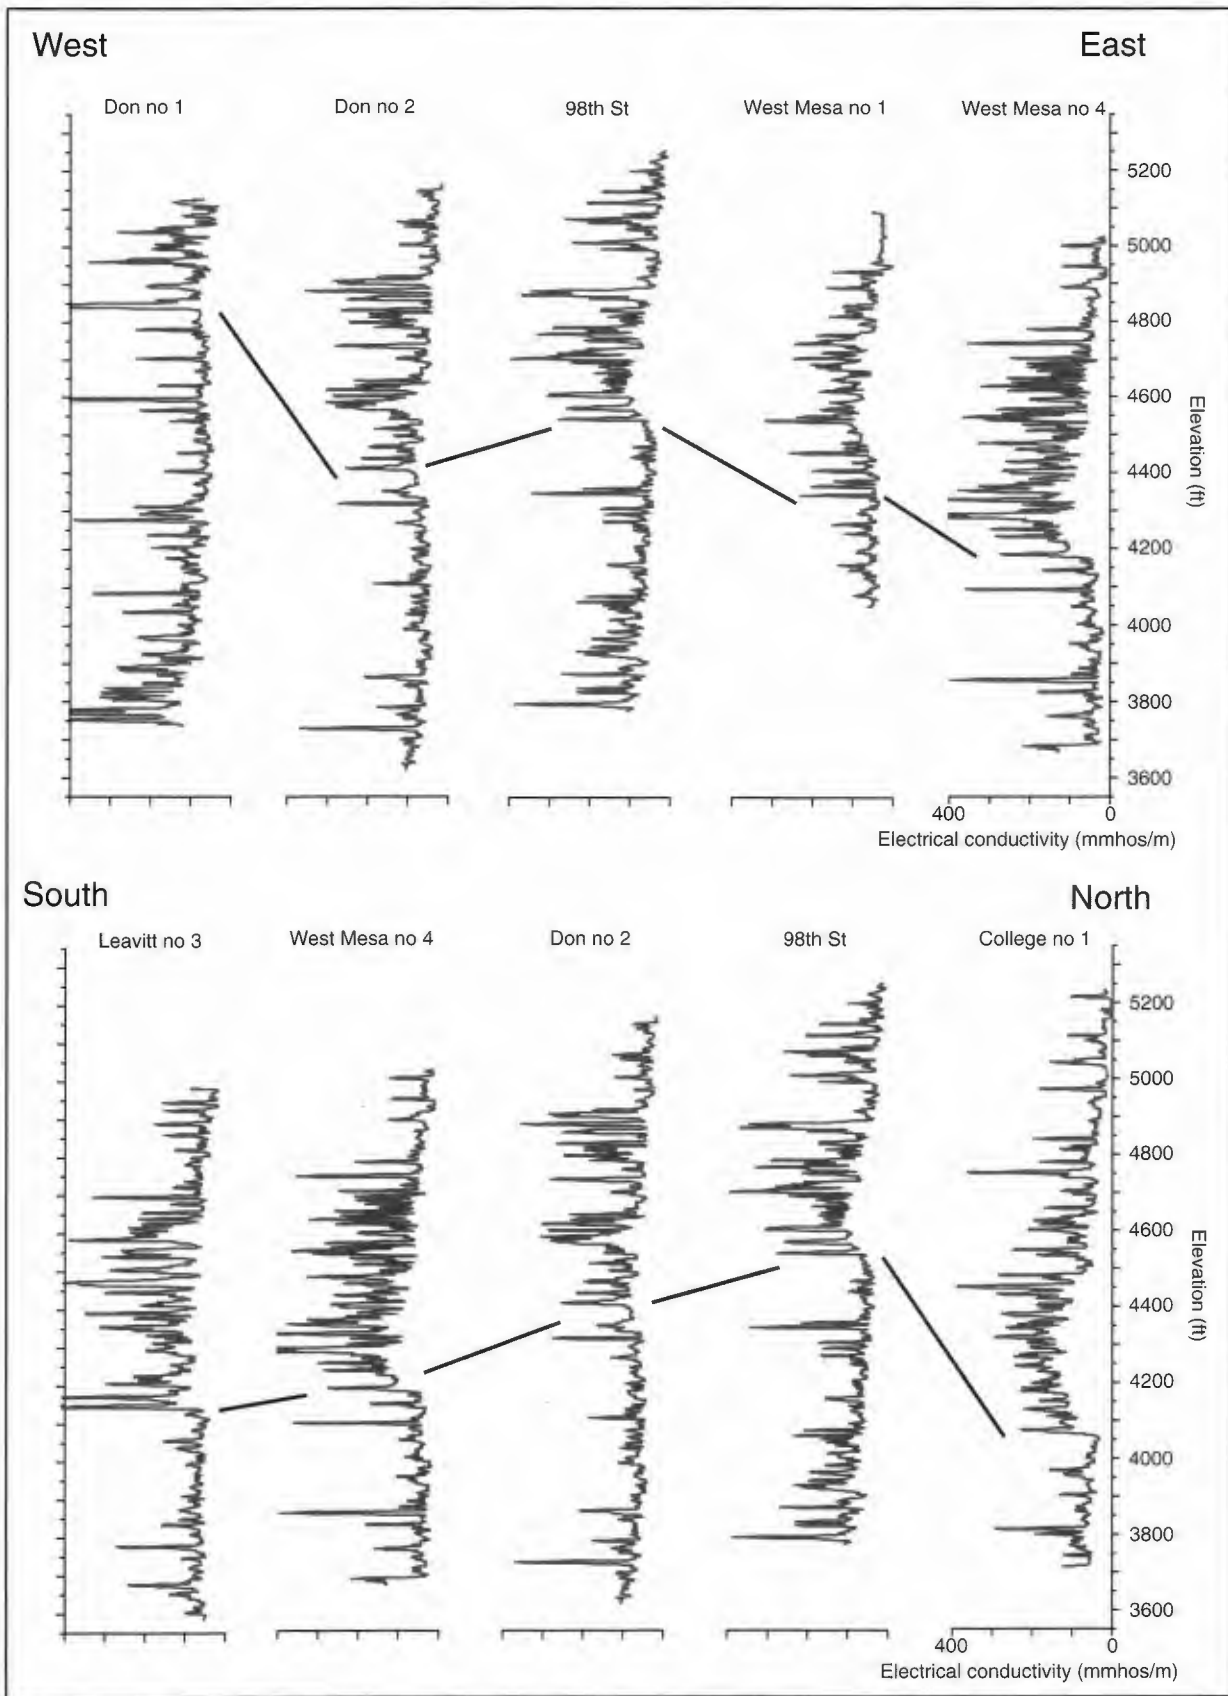 West
East
Don no 1
Don no 2
98th St
West Mesa no 1
West Mesa no 4
5200
5000
4800
4600
4400
4200
4000
3800
3600
Elevation (ft)
400
0
Electrical conductivity (mmhos/m)
South
North
Leavitt no 3
West Mesa no 4
Don no 2
98th St
College no 1
5200
5000
4800
4600
4400
4200
4000
3800
3600
Elevation (ft)
400
0
Electrical conductivity (mmhos/m)